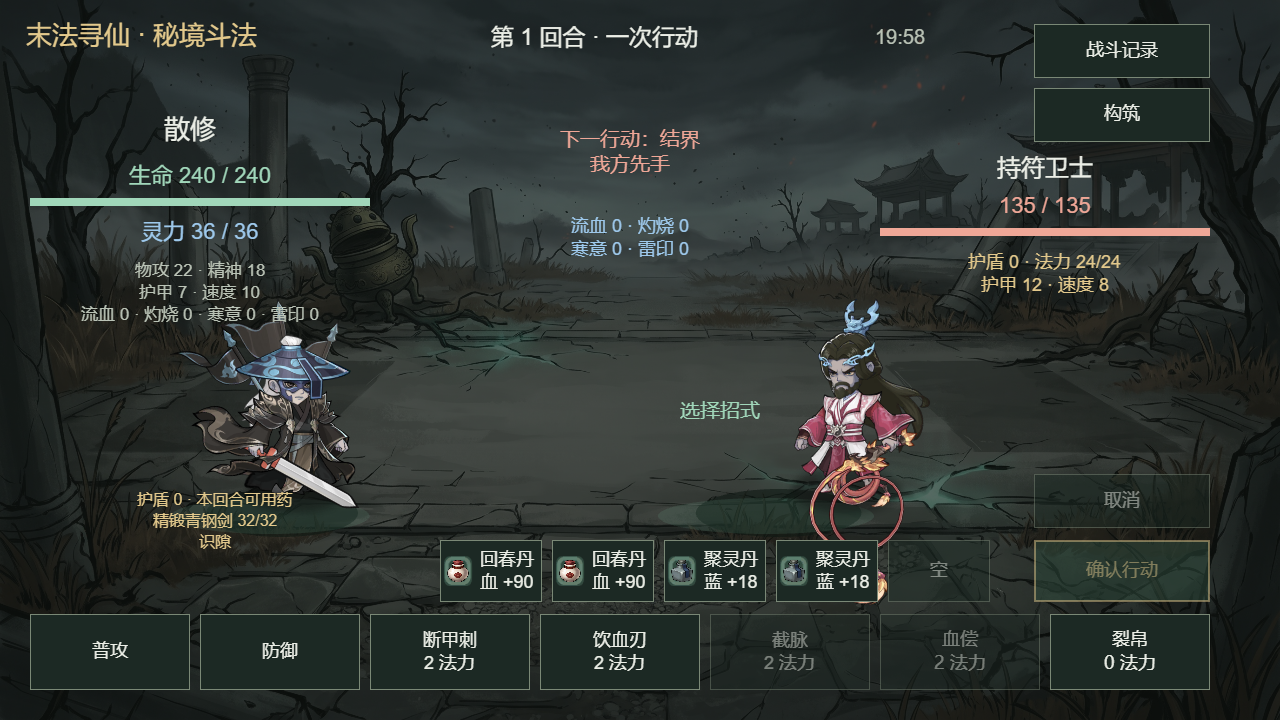 末法寻仙 · 秘境斗法
第 1 回合 · 一次行动
19:58
战斗记录
构筑
散修
生命 240 / 240
灵力 36 / 36
物攻 22 · 精神 18
护甲 7 · 速度 10
流血 0 · 灼烧 0 · 寒意 0 · 雷印 0
下一行动：结界
我方先手
流血 0 · 灼烧 0
寒意 0 · 雷印 0
持符卫士
135 / 135
护盾 0 · 法力 24/24
护甲 12 · 速度 8
选择招式
护盾 0 · 本回合可用药
精锻青钢剑 32/32
识隙
回春丹
血 +90
回春丹
血 +90
聚灵丹
蓝 +18
聚灵丹
蓝 +18
空
取消
确认行动
普攻
防御
断甲刺
2 法力
饮血刃
2 法力
截脉
2 法力
血偿
2 法力
裂帛
0 法力